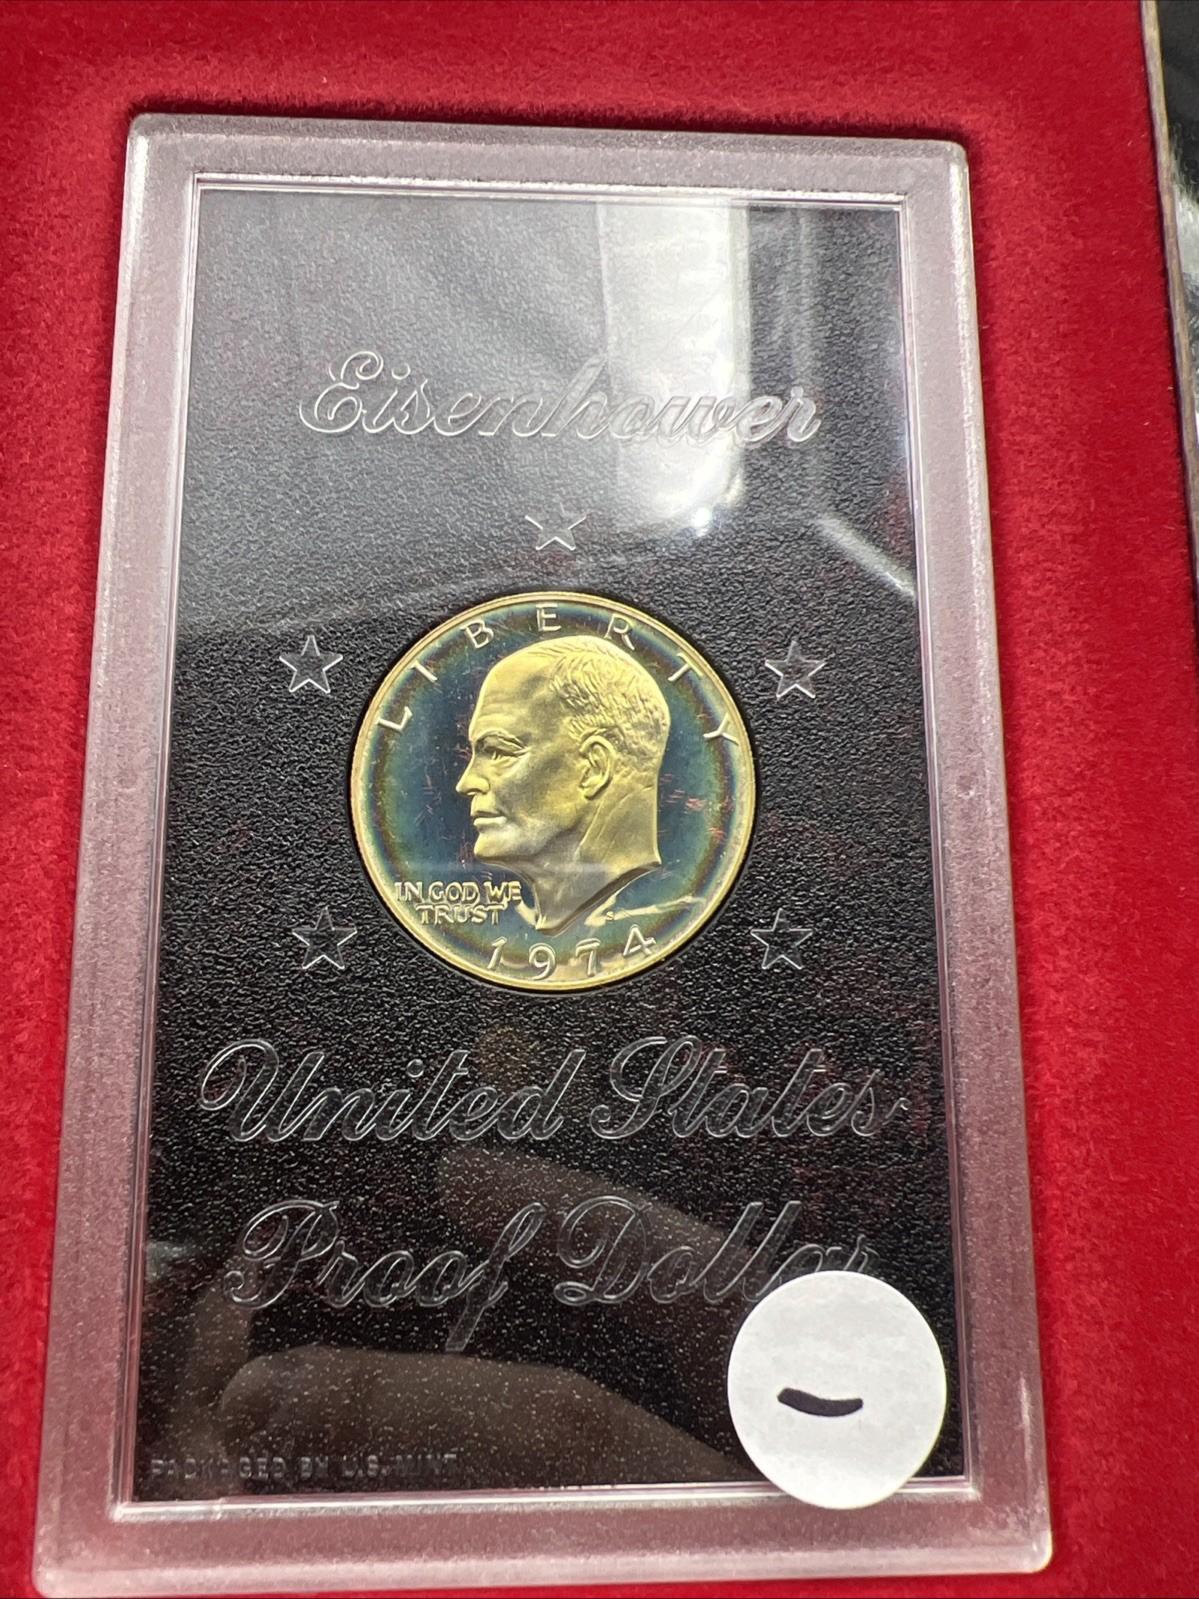 Eisenhower
LIBERTY
IN GOD WE
TRUST
S
1974
United States
Proof Dollar
PACKAGED BY U.S. MINT